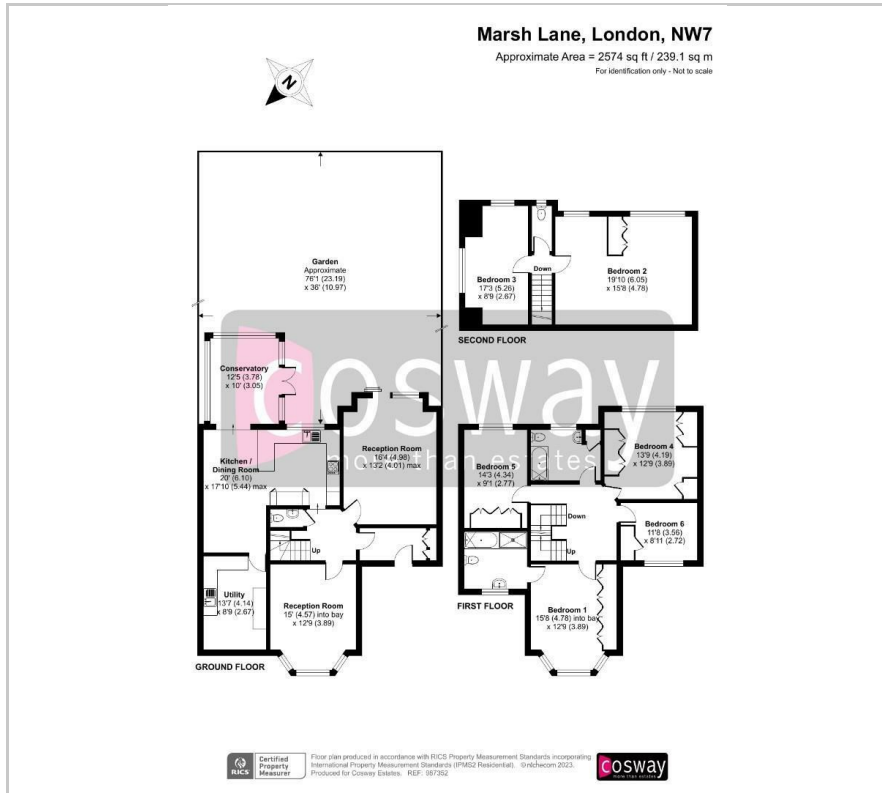 Marsh Lane, London, NW7
Approximate Area = 2574 sq ft / 239.1 sq m
For identification only - Not to scale
N
Garden
Approximate
76'1 (23.19)
x 36' (10.97)
Bedroom 3
17'3 (5.26)
x 8'9 (2.67)
Down
Bedroom 2
19'10 (6.05)
x 15'8 (4.78)
SECOND FLOOR
Conservatory
12'5 (3.78)
x 10' (3.05)
cosway
more than estates
Kitchen /
Dining Room
20' (6.10)
x 17'10 (5.44) max
Reception Room
16'4 (4.98)
x 13'2 (4.01) max
Up
Utility
13'7 (4.14)
x 8'9 (2.67)
Reception Room
15' (4.57) into bay
x 12'9 (3.89)
GROUND FLOOR
Bedroom 5
14'3 (4.34)
x 9'1 (2.77)
Bedroom 4
13'9 (4.19)
x 12'9 (3.89)
Down
Up
Bedroom 6
11'8 (3.56)
x 8'11 (2.72)
FIRST FLOOR
Bedroom 1
15'8 (4.78) into bay
x 12'9 (3.89)
RICS
Certified
Property
Measurer
Floor plan produced in accordance with RICS Property Measurement Standards incorporating
International Property Measurement Standards (IPMS2 Residential). ©nichecom 2023.
Produced for Cosway Estates. REF: 987352
cosway
more than estates